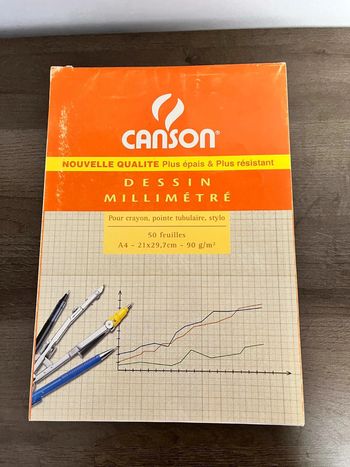 CANSON®
NOUVELLE QUALITE Plus épais & Plus résistant
DESSIN
MILLIMÉTRÉ
Pour crayon, pointe tubulaire, stylo
50 feuilles
A4 - 21x29,7cm - 90 g/m²